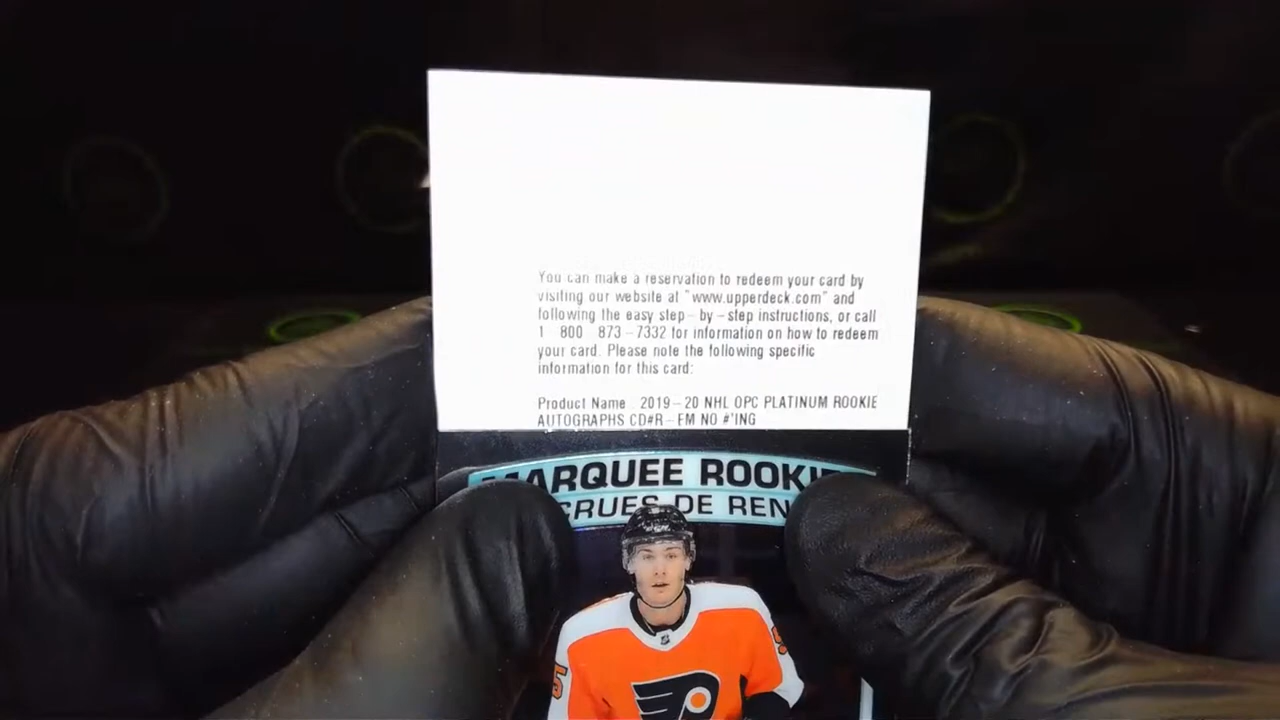 You can make a reservation to redeem your card by
visiting our website at "www.upperdeck.com" and
following the easy step - by - step instructions, or call
1 - 800 873 - 7332 for information on how to redeem
your card. Please note the following specific
information for this card:
Product Name 2019 - 20 NHL OPC PLATINUM ROOKIE
AUTOGRAPHS CD#R - FM NO #'ING
MARQUEE ROOKIE
CRUES DE REN
5
5